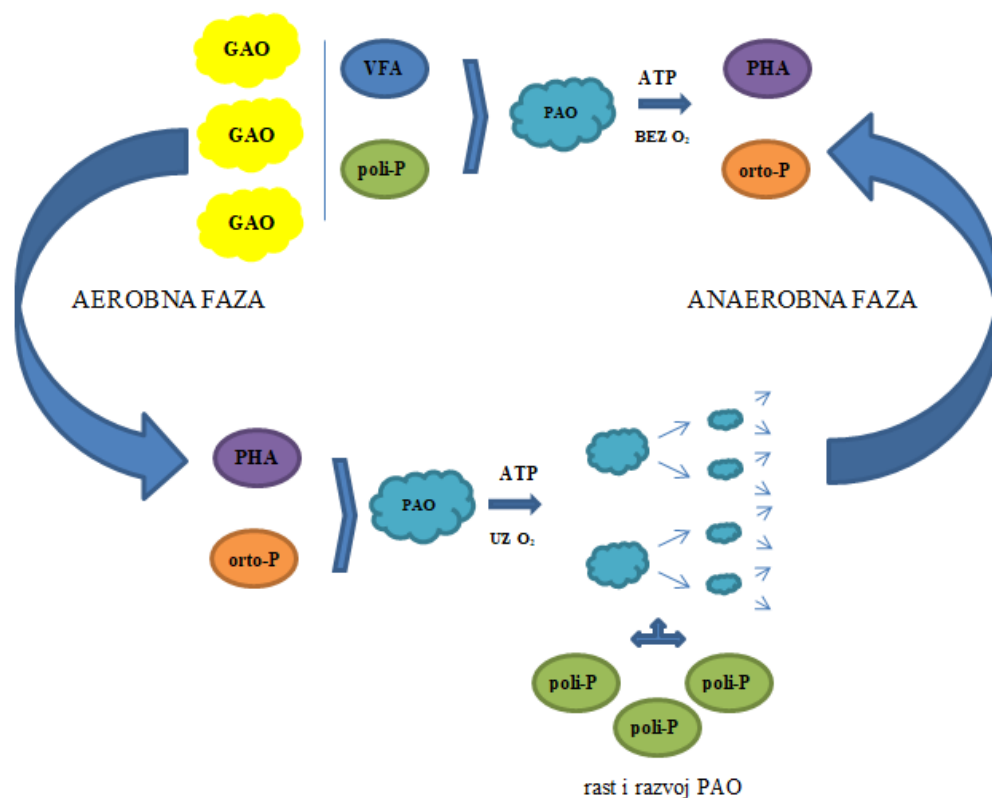 GAO
VFA
ATP
PHA
GAO
PAO
BEZ O₂
poli-P
orto-P
GAO
AEROBNA FAZA
ANAEROBNA FAZA
PHA
ATP
PAO
orto-P
UZ O₂
poli-P
poli-P
poli-P
rast i razvoj PAO